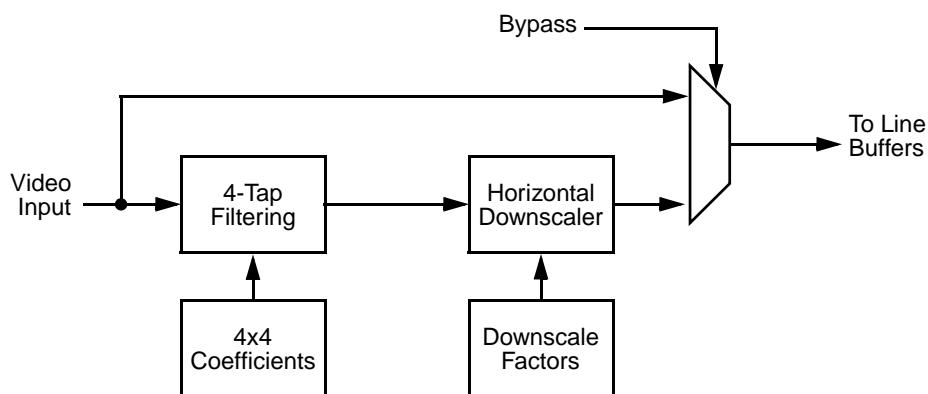 Bypass
To Line
Buffers
Video
Input
4-Tap
Filtering
Horizontal
Downscaler
4x4
Coefficients
Downscale
Factors